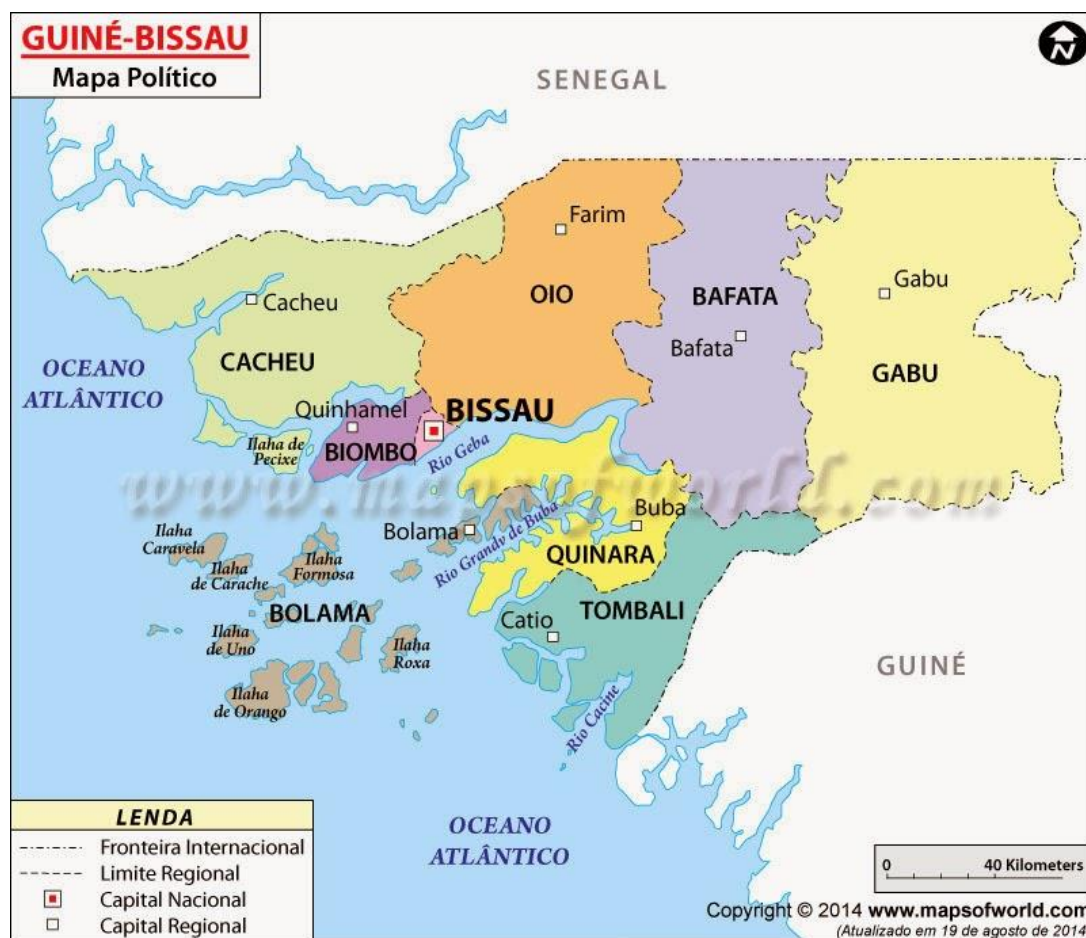 GUINÉ-BISSAU
Mapa Político
N
SENEGAL
Farim
Gabu
OIO
BAFATA
Cacheu
Bafata
CACHEU
GABU
OCEANO
ATLÂNTICO
Quinhamel
BISSAU
BIOMBO
Ilaha de
Pecixe
Rio Geba
www.mapsofworld.com
Bolama
Buba
Rio Grandv de Buba
QUINARA
Ilaha
Caravela
Ilaha
de Carache
Ilaha
Formosa
BOLAMA
TOMBALI
Catio
Ilaha
de Uno
Ilaha
Roxa
GUINÉ
Ilaha
de Orango
Rio Cacine
OCEANO
ATLÂNTICO
LENDA
Fronteira Internacional
Limite Regional
Capital Nacional
Capital Regional
0 40 Kilometers
Copyright © 2014 www.mapsofworld.com
(Atualizado em 19 de agosto de 2014